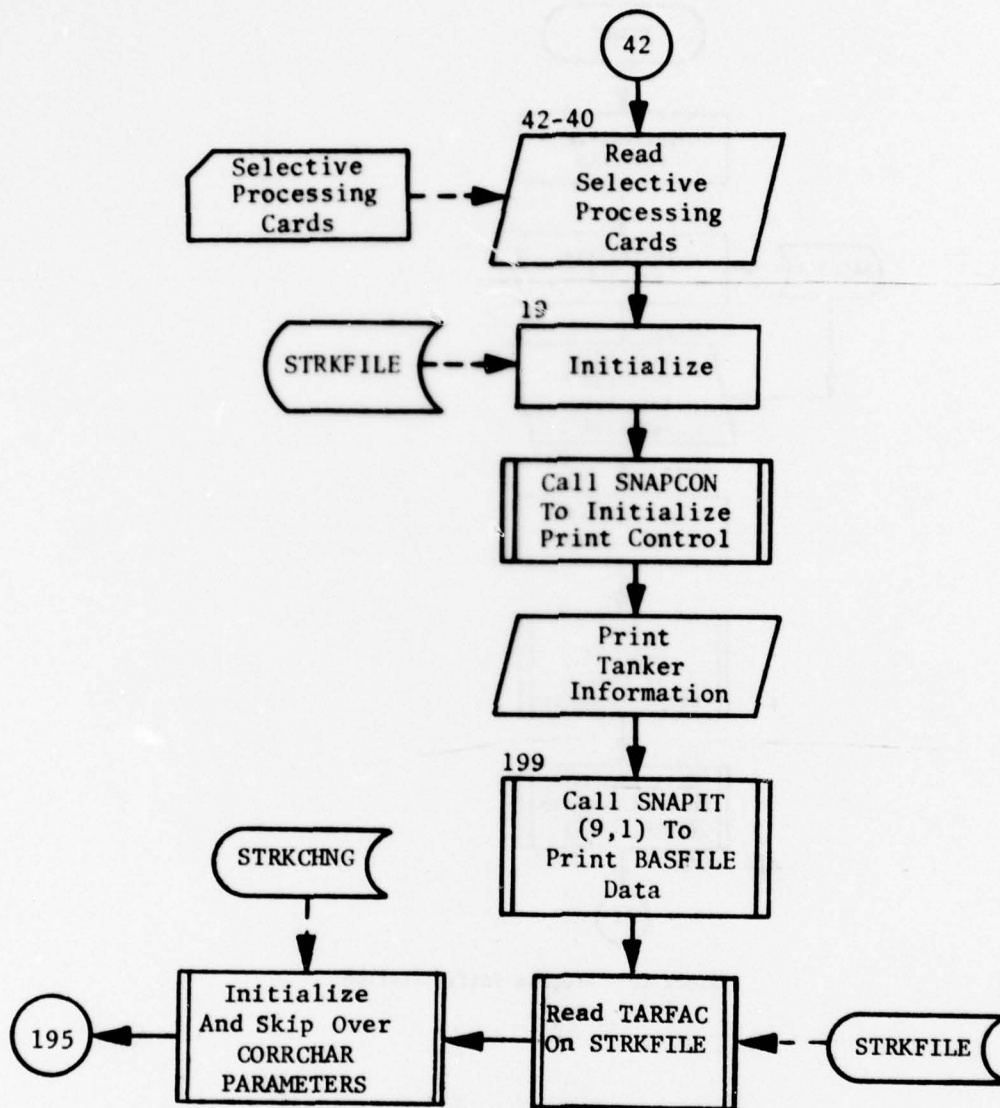 42
42-40
Read
Selective
Processing
Cards
Selective
Processing
Cards
19
STRKFILE
Initialize
Call SNAPCON
To Initialize
Print Control
Print
Tanker
Information
199
Call SNAPIT
(9,1) To
Print BASFILE
Data
STRKCHNG
Initialize
And Skip Over
CORRCHAR
PARAMETERS
Read TARFAC
On STRKFILE
STRKFILE
195